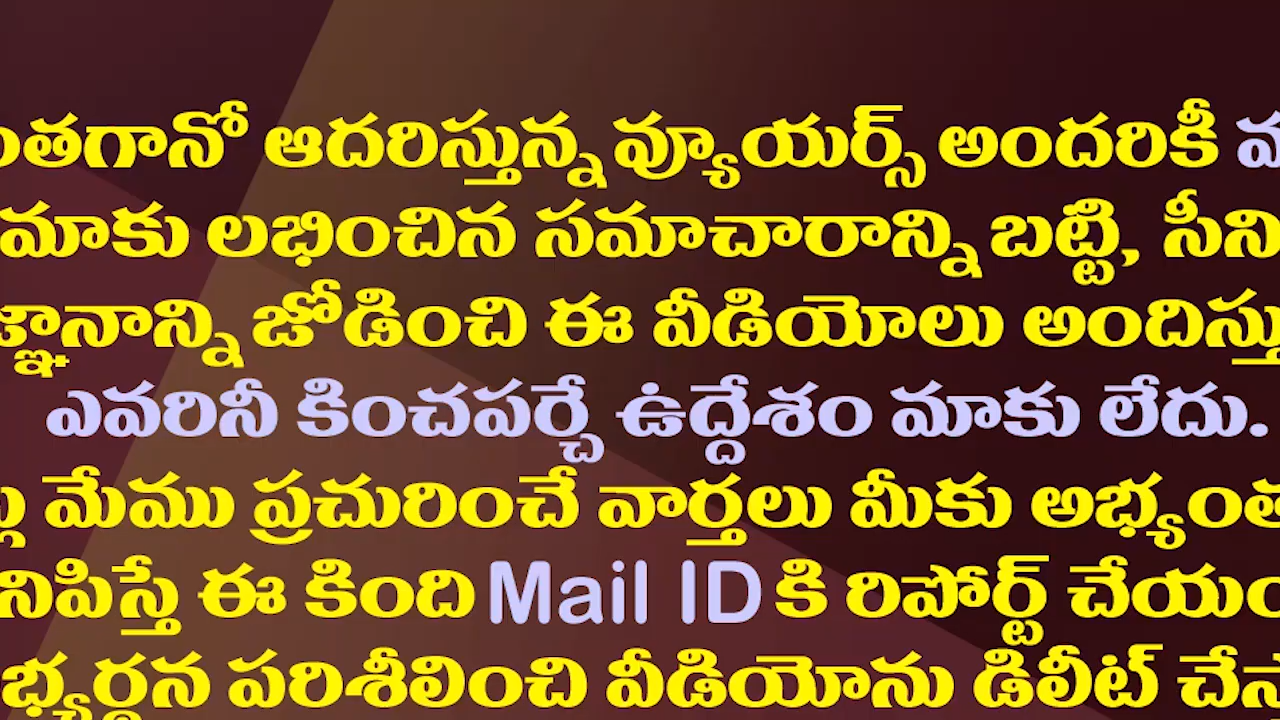 ంతగానో ఆదరిస్తున్న వ్యూయర్స్ అందరికీ
మాకు లభించిన సమాచారాన్ని బట్టి, సీని
జ్ఞానాన్ని జోడించి ఈ వీడియోలు అందిస్తు
ఎవరినీ కించపర్చే ఉద్దేశం మాకు లేదు.
మేము ప్రచురించే వార్తలు మీకు అభ్యంత
నిపిస్తే ఈ కింది Mail ID కి రిపోర్ట్ చేయం
భ్యర్థన పరిశీలించి వీడియోను డిలీట్ చేస